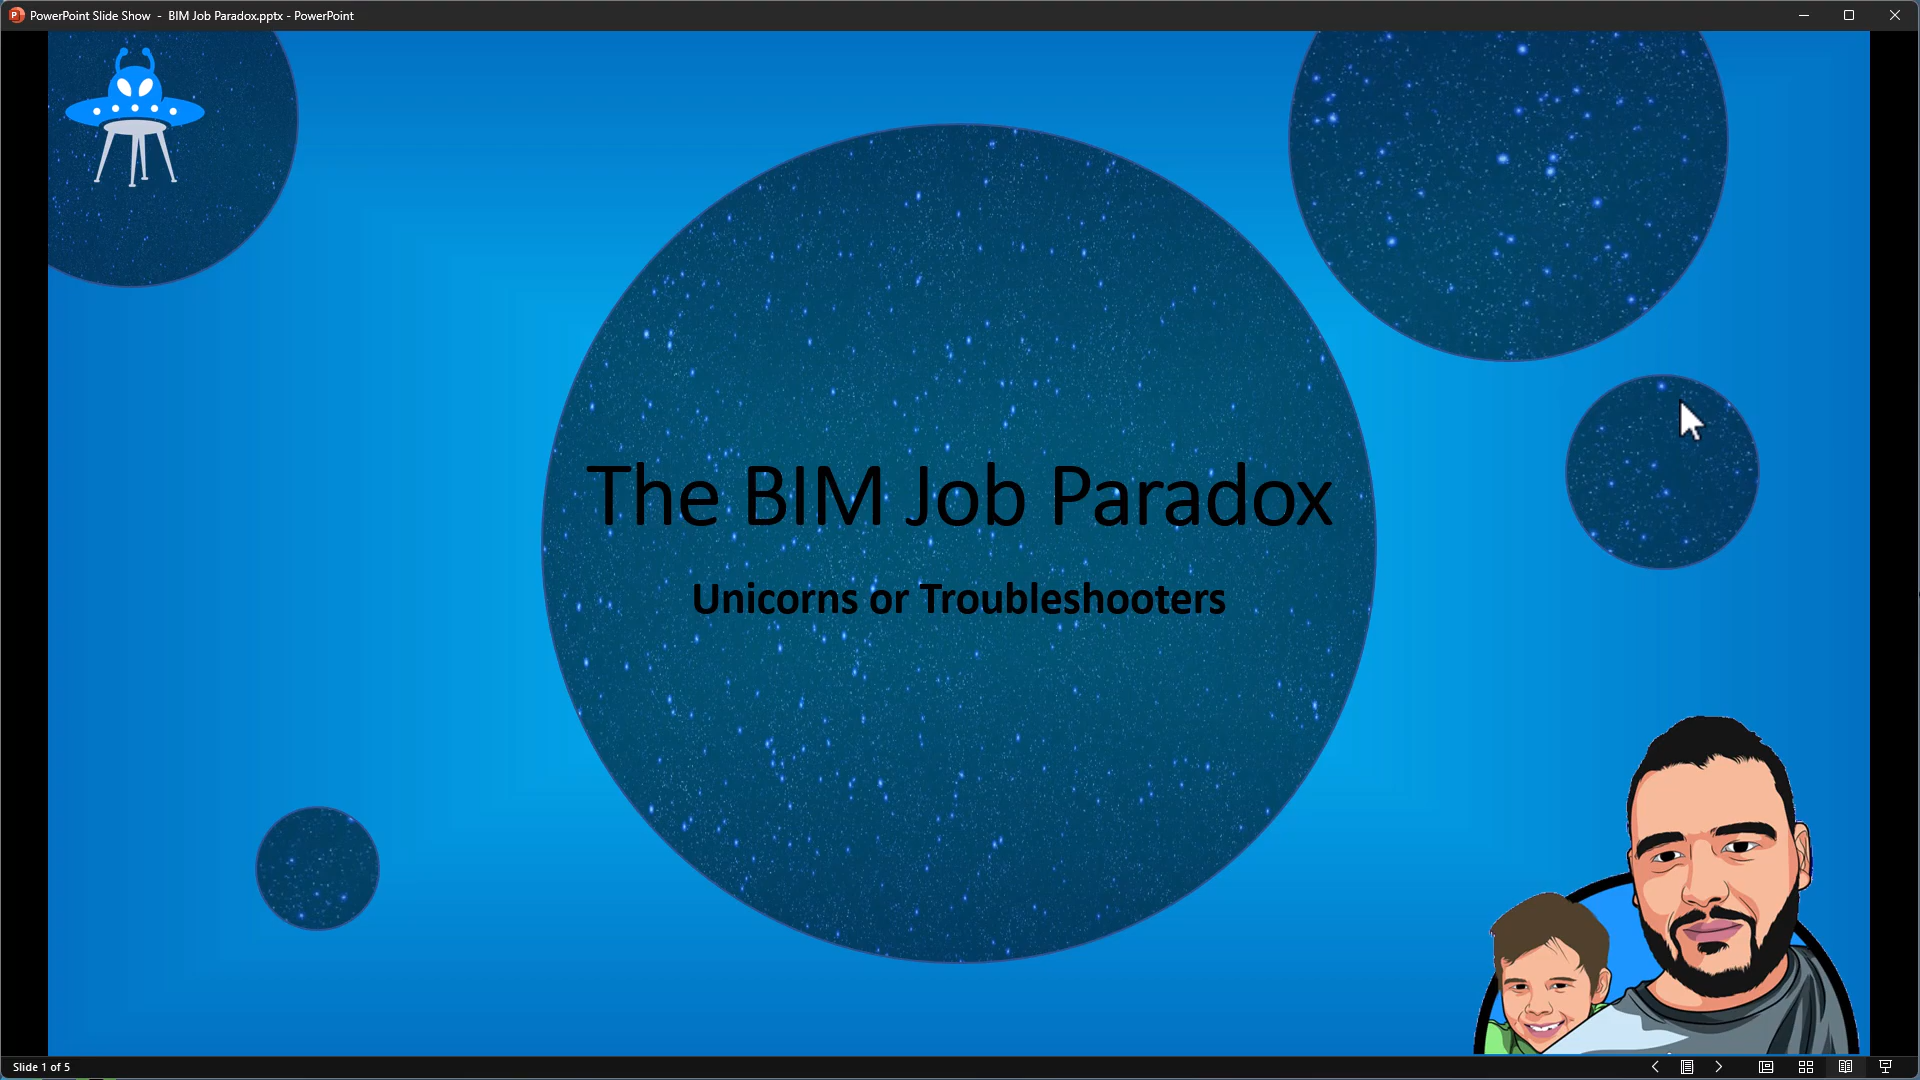 PowerPoint Slide Show - BIM Job Paradox.pptx - PowerPoint
The BIM Job Paradox
Unicorns or Troubleshooters
Slide 1 of 5